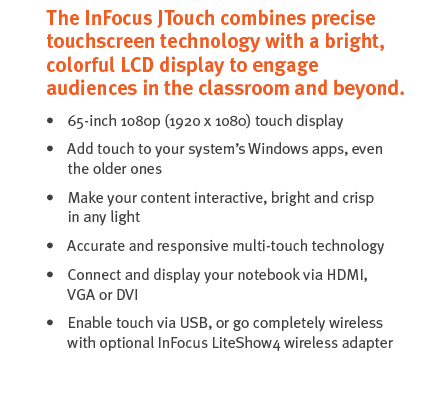 The InFocus JTouch combines precise
touchscreen technology with a bright,
colorful LCD display to engage
audiences in the classroom and beyond.
• 65-inch 1080p (1920 x 1080) touch display
• Add touch to your system's Windows apps, even
the older ones
• Make your content interactive, bright and crisp
in any light
• Accurate and responsive multi-touch technology
• Connect and display your notebook via HDMI,
VGA or DVI
• Enable touch via USB, or go completely wireless
with optional InFocus LiteShow4 wireless adapter